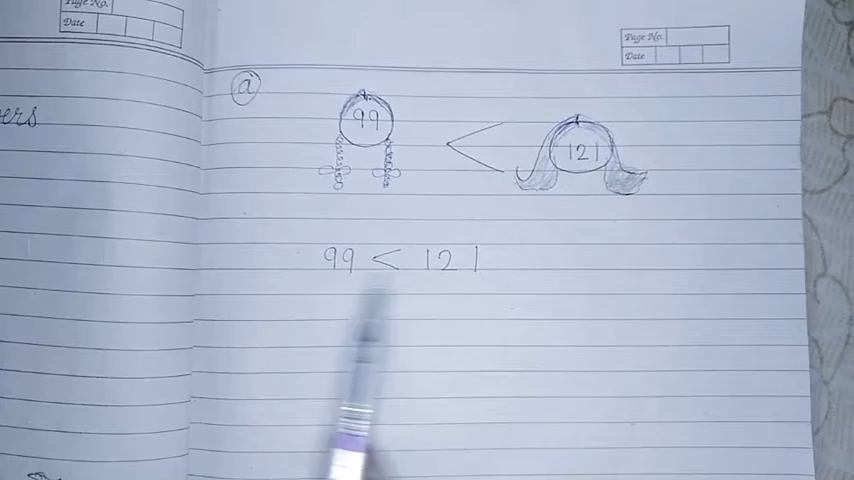 Page No.
Date
Page No.
Date
ers
a
99 < 121
99 < 121